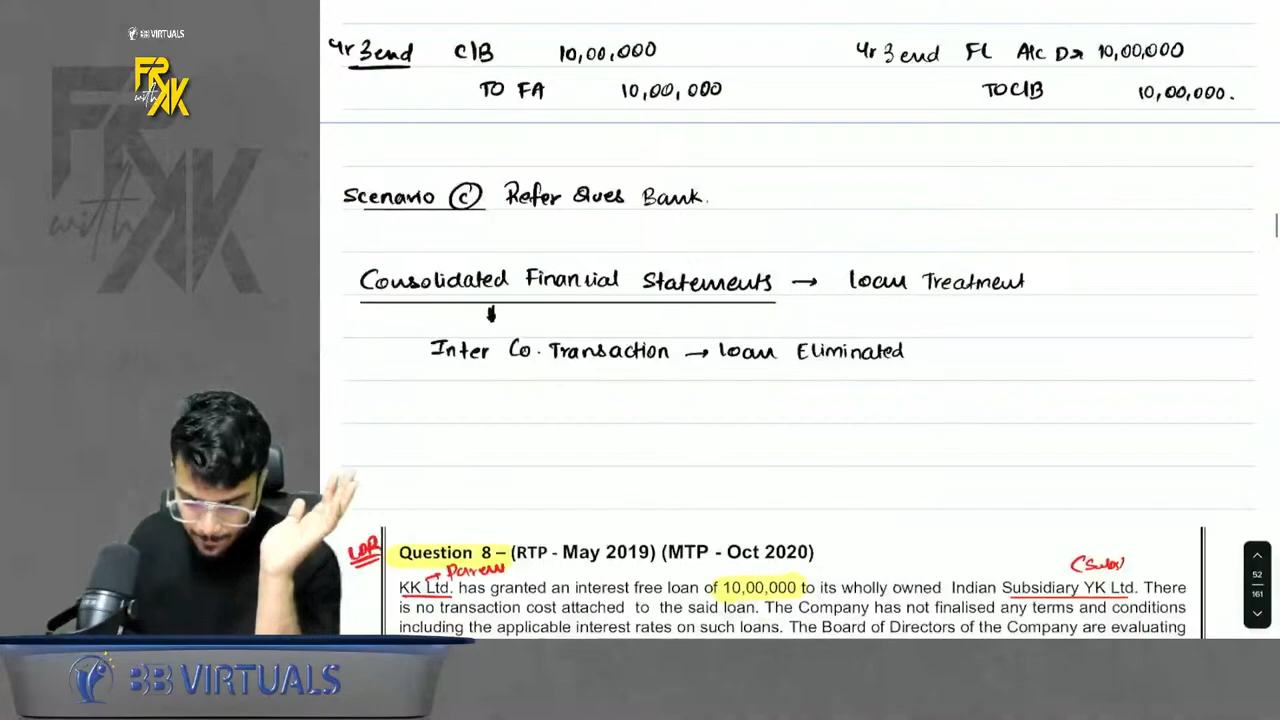 BB VIRTUALS
FR
with
KK
Yr 3 end C/B 10,00,000 Yr 3 end FL A/c Dr 10,00,000
TO FA 10,00,000 TO C/B 10,00,000.
Scenario (C) Refer Ques Bank.
Consolidated Financial Statements → loan Treatment
Inter Co. Transaction → loan Eliminated
LDR Question 8 – (RTP - May 2019) (MTP - Oct 2020)
→ Parent (Subs)
KK Ltd. has granted an interest free loan of 10,00,000 to its wholly owned Indian Subsidiary YK Ltd. There
is no transaction cost attached to the said loan. The Company has not finalised any terms and conditions
including the applicable interest rates on such loans. The Board of Directors of the Company are evaluating
52
161
BB VIRTUALS